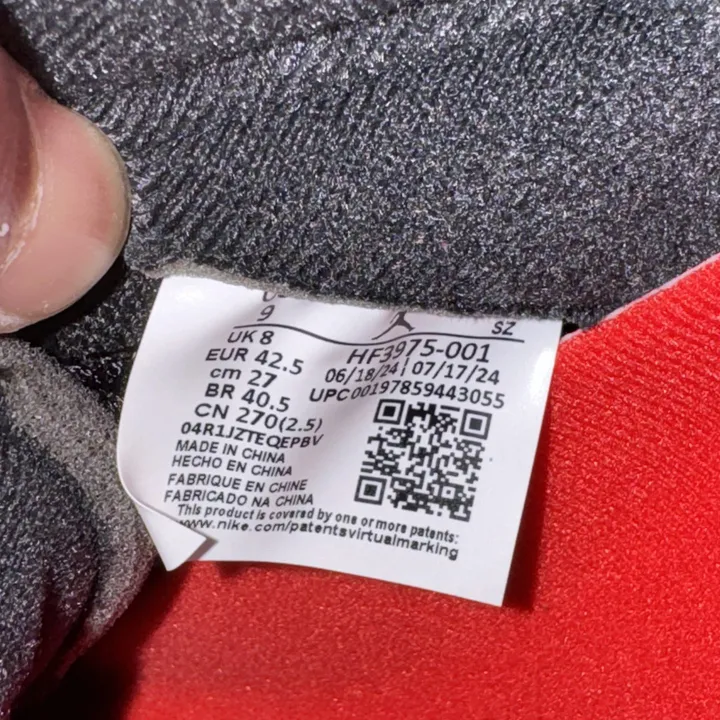 9
SZ
UK 8
EUR 42.5
cm 27
BR 40.5
CN 270(2.5)
HF3975-001
06/18/24 | 07/17/24
UPC00197859443055
04R1JZTEQEPBV
MADE IN CHINA
HECHO EN CHINA
FABRIQUE EN CHINE
FABRICADO NA CHINA
This product is covered by one or more patents:
www.nike.com/patentsvirtualmarking